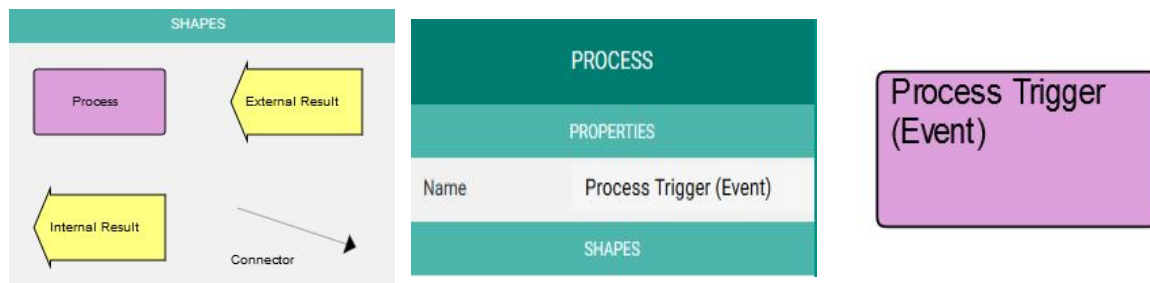 SHAPES
Process
External Result
Internal Result
Connector
PROCESS
PROPERTIES
Name Process Trigger (Event)
SHAPES
Process Trigger
(Event)